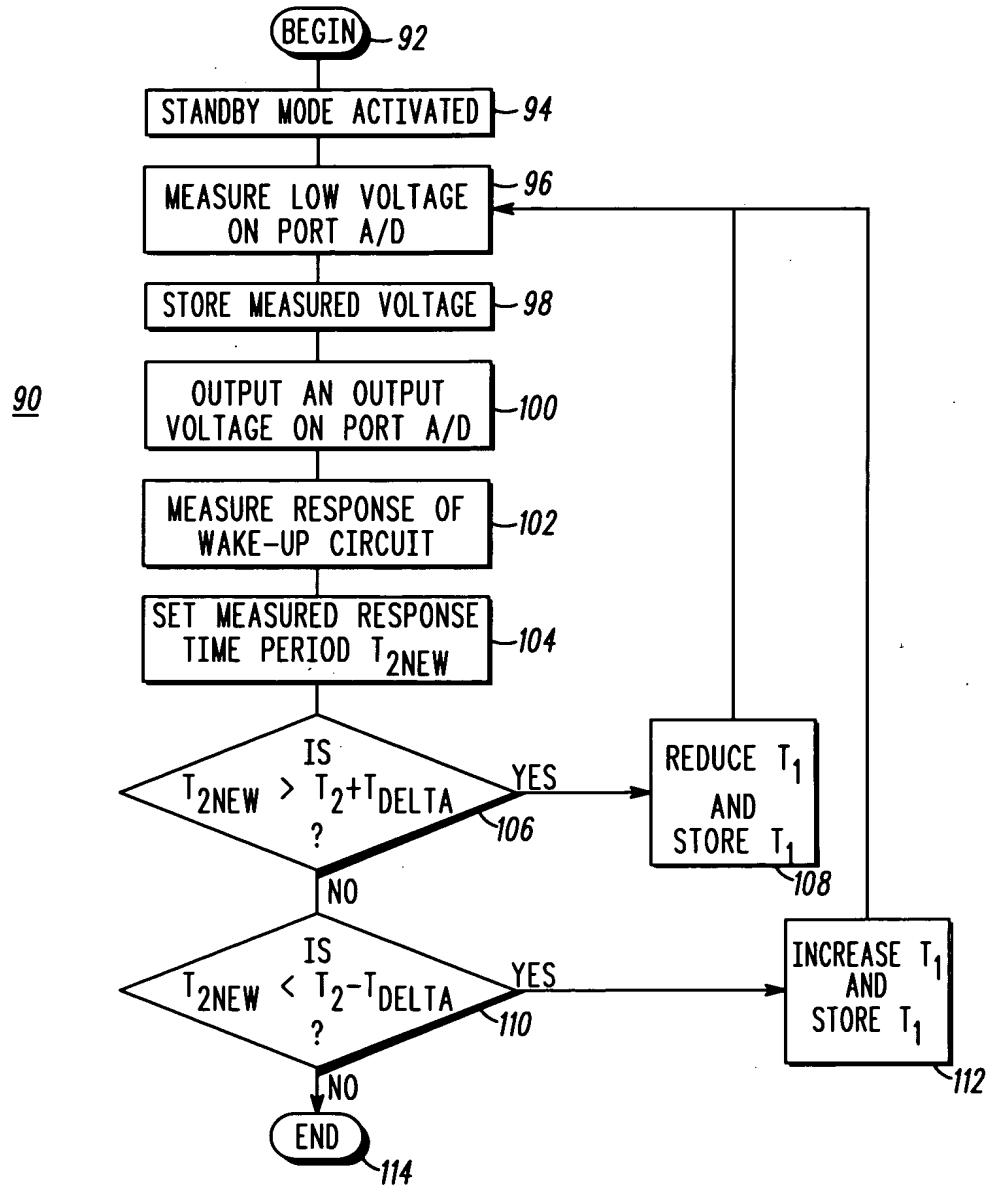 BEGIN
92
STANDBY MODE ACTIVATED
94
MEASURE LOW VOLTAGE
ON PORT A/D
96
STORE MEASURED VOLTAGE
98
90
OUTPUT AN OUTPUT
VOLTAGE ON PORT A/D
100
MEASURE RESPONSE OF
WAKE-UP CIRCUIT
102
SET MEASURED RESPONSE
TIME PERIOD T2NEW
104
IS
T2NEW > T2+TDELTA
?
106
YES
NO
REDUCE T1
AND
STORE T1
108
IS
T2NEW < T2-TDELTA
?
110
YES
NO
INCREASE T1
AND
STORE T1
112
END
114